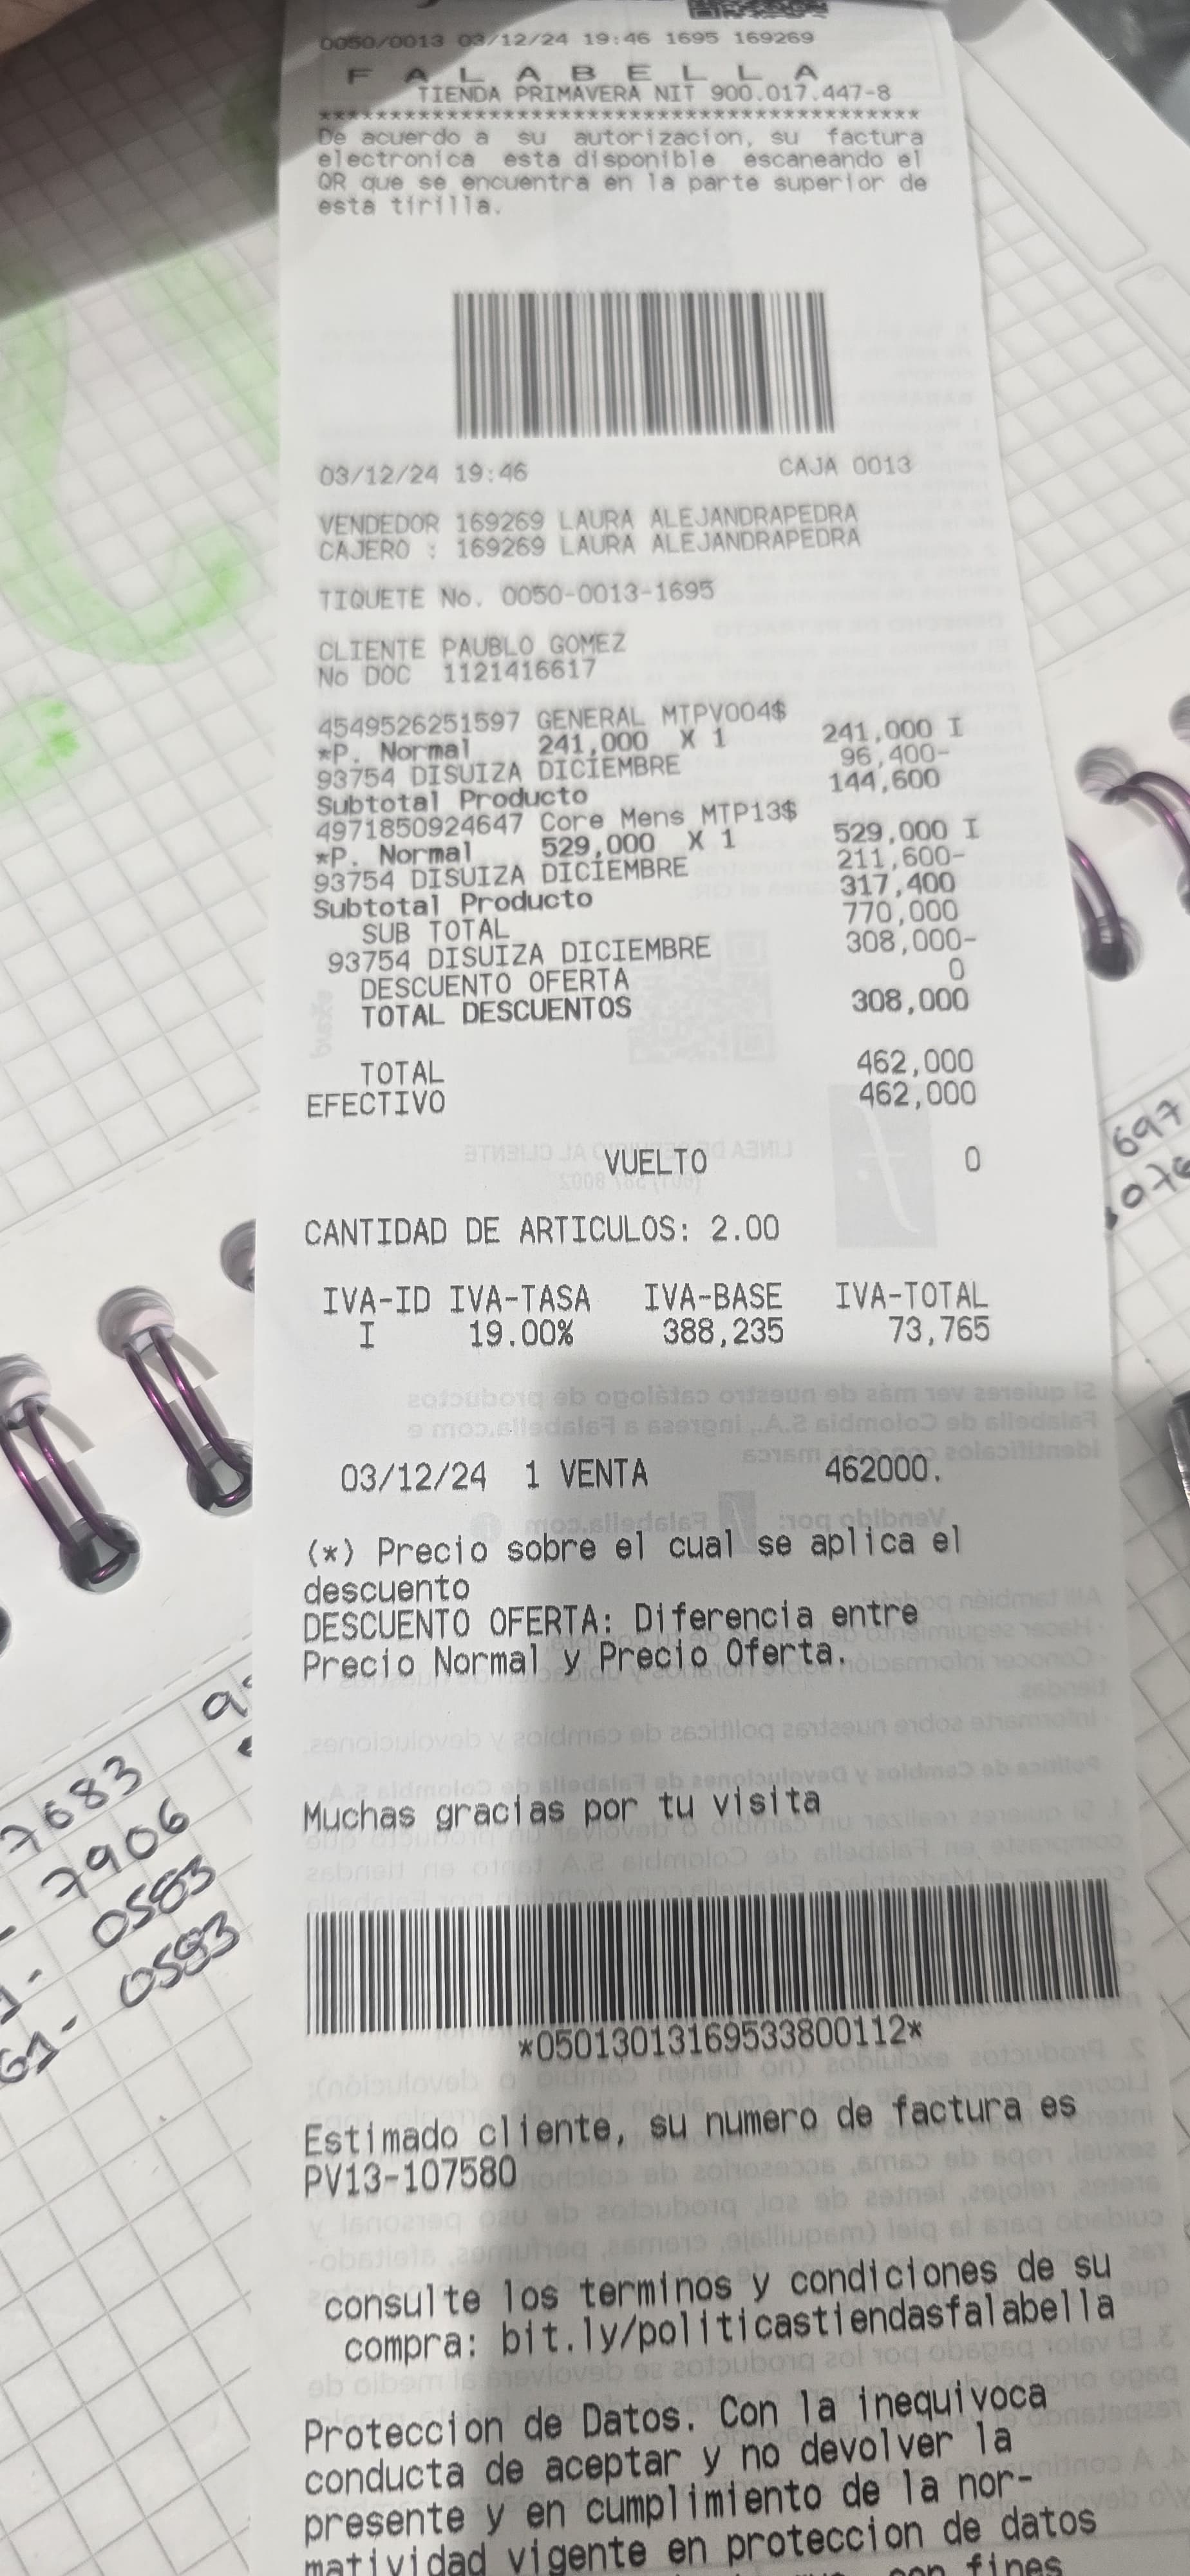 0050/0013 03/12/24 19:46 1695 169269
F A L A B E L L A
TIENDA PRIMAVERA NIT 900.017.447-8
******************************************
De acuerdo a su autorizacion, su factura
electronica esta disponible escaneando el
QR que se encuentra en la parte superior de
esta tirilla.
03/12/24 19:46 CAJA 0013
VENDEDOR 169269 LAURA ALEJANDRAPEDRA
CAJERO : 169269 LAURA ALEJANDRAPEDRA
TIQUETE No. 0050-0013-1695
CLIENTE PAUBLO GOMEZ
No DOC 1121416617
4549526251597 GENERAL MTPV004$
*P. Normal 241,000 X 1 241,000 I
93754 DISUIZA DICIEMBRE 96,400-
Subtotal Producto 144,600
4971850924647 Core Mens MTP13$
*P. Normal 529,000 X 1 529,000 I
93754 DISUIZA DICIEMBRE 211,600-
Subtotal Producto 317,400
SUB TOTAL 770,000
93754 DISUIZA DICIEMBRE 308,000-
DESCUENTO OFERTA 0
TOTAL DESCUENTOS 308,000
TOTAL 462,000
EFECTIVO 462,000
VUELTO 0
CANTIDAD DE ARTICULOS: 2.00
IVA-ID IVA-TASA IVA-BASE IVA-TOTAL
I 19.00% 388,235 73,765
03/12/24 1 VENTA 462000.
(*) Precio sobre el cual se aplica el
descuento
DESCUENTO OFERTA: Diferencia entre
Precio Normal y Precio Oferta.
Muchas gracias por tu visita
*05013013169533800112*
Estimado cliente, su numero de factura es
PV13-107580
consulte los terminos y condiciones de su
compra: bit.ly/politicastiendasfalabella
Proteccion de Datos. Con la inequivoca
conducta de aceptar y no devolver la
presente y en cumplimiento de la nor-
matividad vigente en proteccion de datos
con fines
697
076
7683
7906
0583
0583